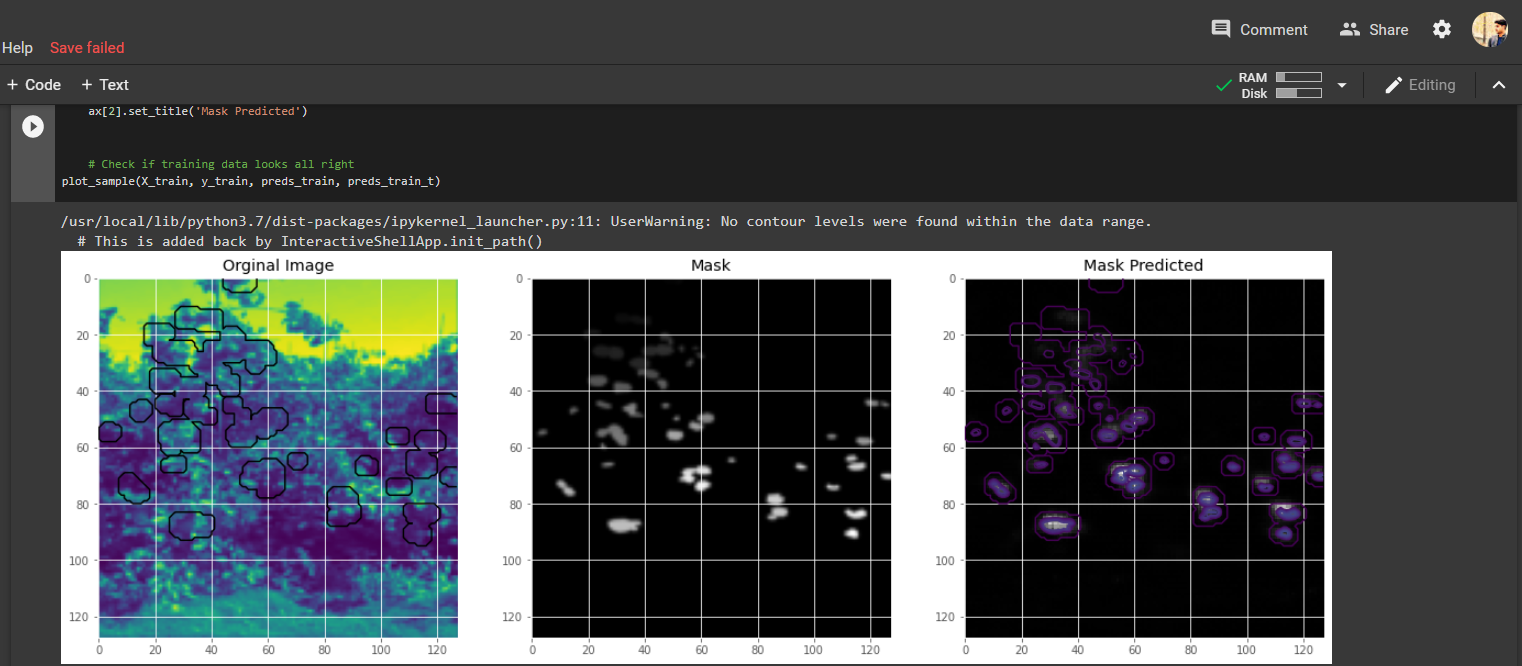 Comment Share
Help Save failed
+ Code + Text
RAM
Disk
Editing
ax[2].set_title('Mask Predicted')
# Check if training data looks all right
plot_sample(X_train, y_train, preds_train, preds_train_t)
/usr/local/lib/python3.7/dist-packages/ipykernel_launcher.py:11: UserWarning: No contour levels were found within the data range.
# This is added back by InteractiveShellApp.init_path()
Orginal Image
0
20
40
60
80
100
120
0 20 40 60 80 100 120
Mask
0
20
40
60
80
100
120
0 20 40 60 80 100 120
Mask Predicted
0
20
40
60
80
100
120
0 20 40 60 80 100 120